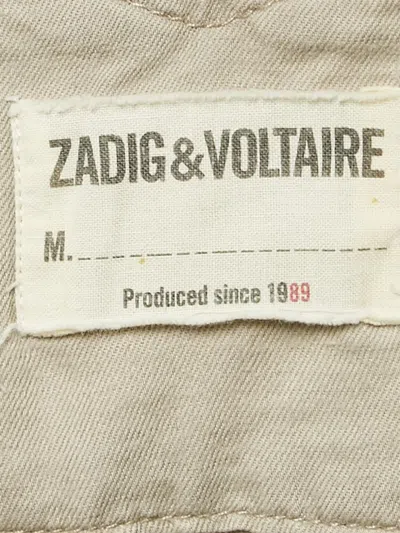 ZADIG&VOLTAIRE
M.
Produced since 1989